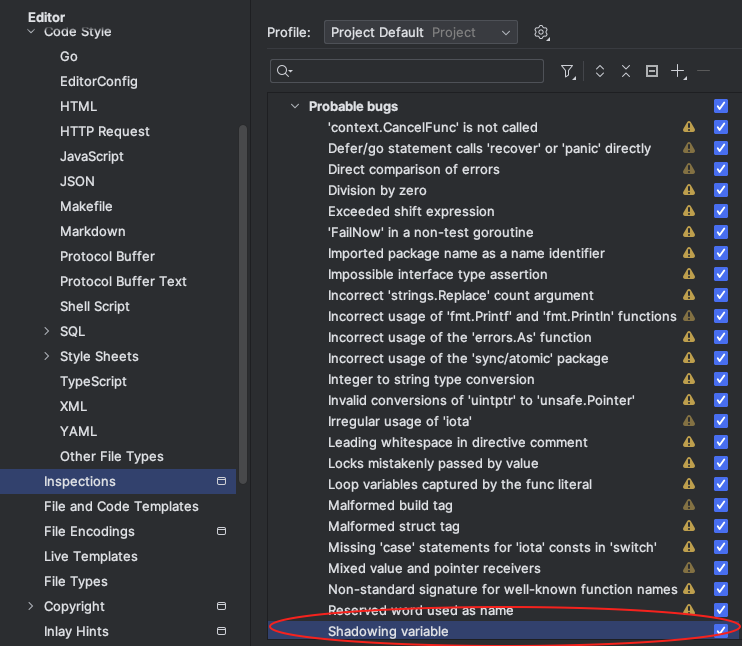 Editor
Code Style
Go
EditorConfig
HTML
HTTP Request
JavaScript
JSON
Makefile
Markdown
Protocol Buffer
Protocol Buffer Text
Shell Script
SQL
Style Sheets
TypeScript
XML
YAML
Other File Types
Inspections
File and Code Templates
File Encodings
Live Templates
File Types
Copyright
Inlay Hints
Profile: Project Default Project
Probable bugs
'context.CancelFunc' is not called
Defer/go statement calls 'recover' or 'panic' directly
Direct comparison of errors
Division by zero
Exceeded shift expression
'FailNow' in a non-test goroutine
Imported package name as a name identifier
Impossible interface type assertion
Incorrect 'strings.Replace' count argument
Incorrect usage of 'fmt.Printf' and 'fmt.Println' functions
Incorrect usage of the 'errors.As' function
Incorrect usage of the 'sync/atomic' package
Integer to string type conversion
Invalid conversions of 'uintptr' to 'unsafe.Pointer'
Irregular usage of 'iota'
Leading whitespace in directive comment
Locks mistakenly passed by value
Loop variables captured by the func literal
Malformed build tag
Malformed struct tag
Missing 'case' statements for 'iota' consts in 'switch'
Mixed value and pointer receivers
Non-standard signature for well-known function names
Reserved word used as name
Shadowing variable